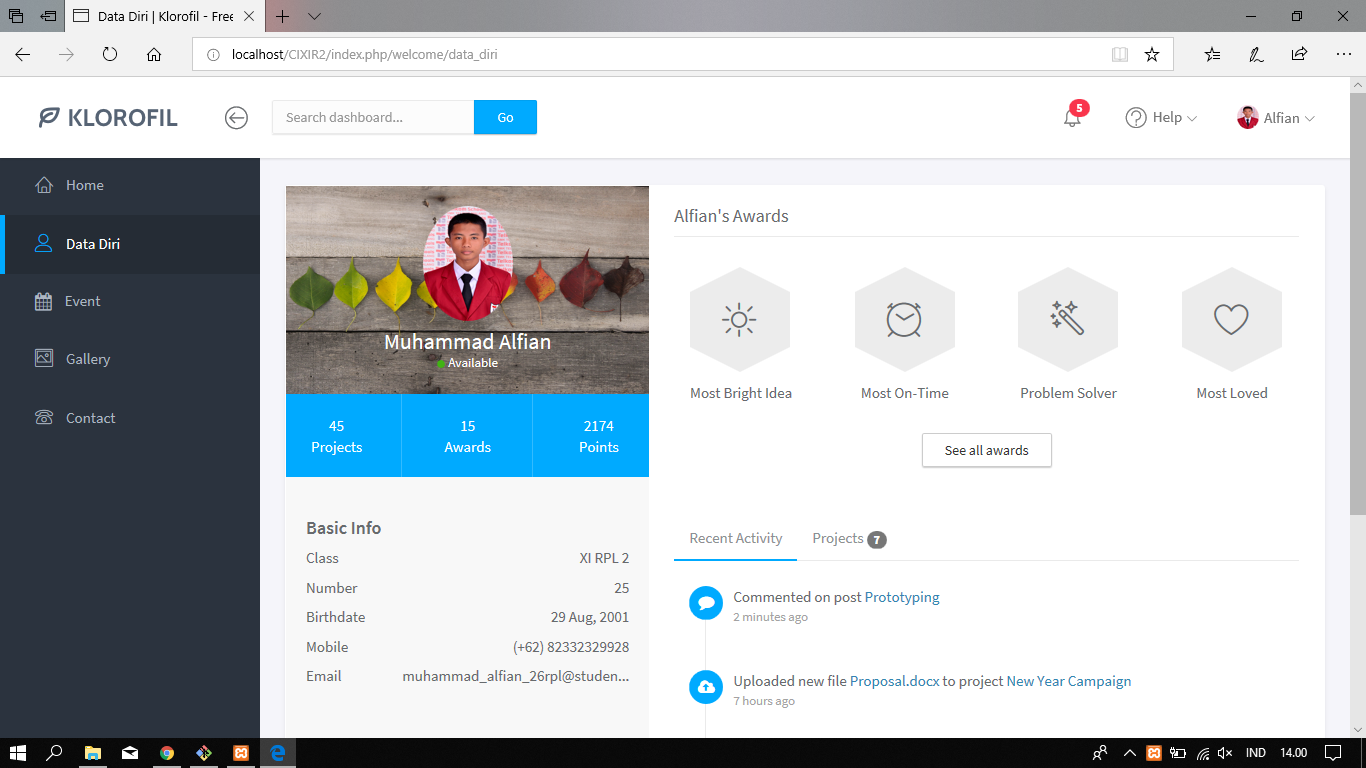 Data Diri | Klorofil - Free
localhost/CIXIR2/index.php/welcome/data_diri
KLOROFIL
Search dashboard...
Go
5
Help
Alfian
Home
Data Diri
Event
Gallery
Contact
Muhammad Alfian
Available
45
Projects
15
Awards
2174
Points
Basic Info
Class XI RPL 2
Number 25
Birthdate 29 Aug, 2001
Mobile (+62) 82332329928
Email muhammad_alfian_26rpl@studen...
Alfian's Awards
Most Bright Idea
Most On-Time
Problem Solver
Most Loved
See all awards
Recent Activity
Projects 7
Commented on post Prototyping
2 minutes ago
Uploaded new file Proposal.docx to project New Year Campaign
7 hours ago
IND
14.00